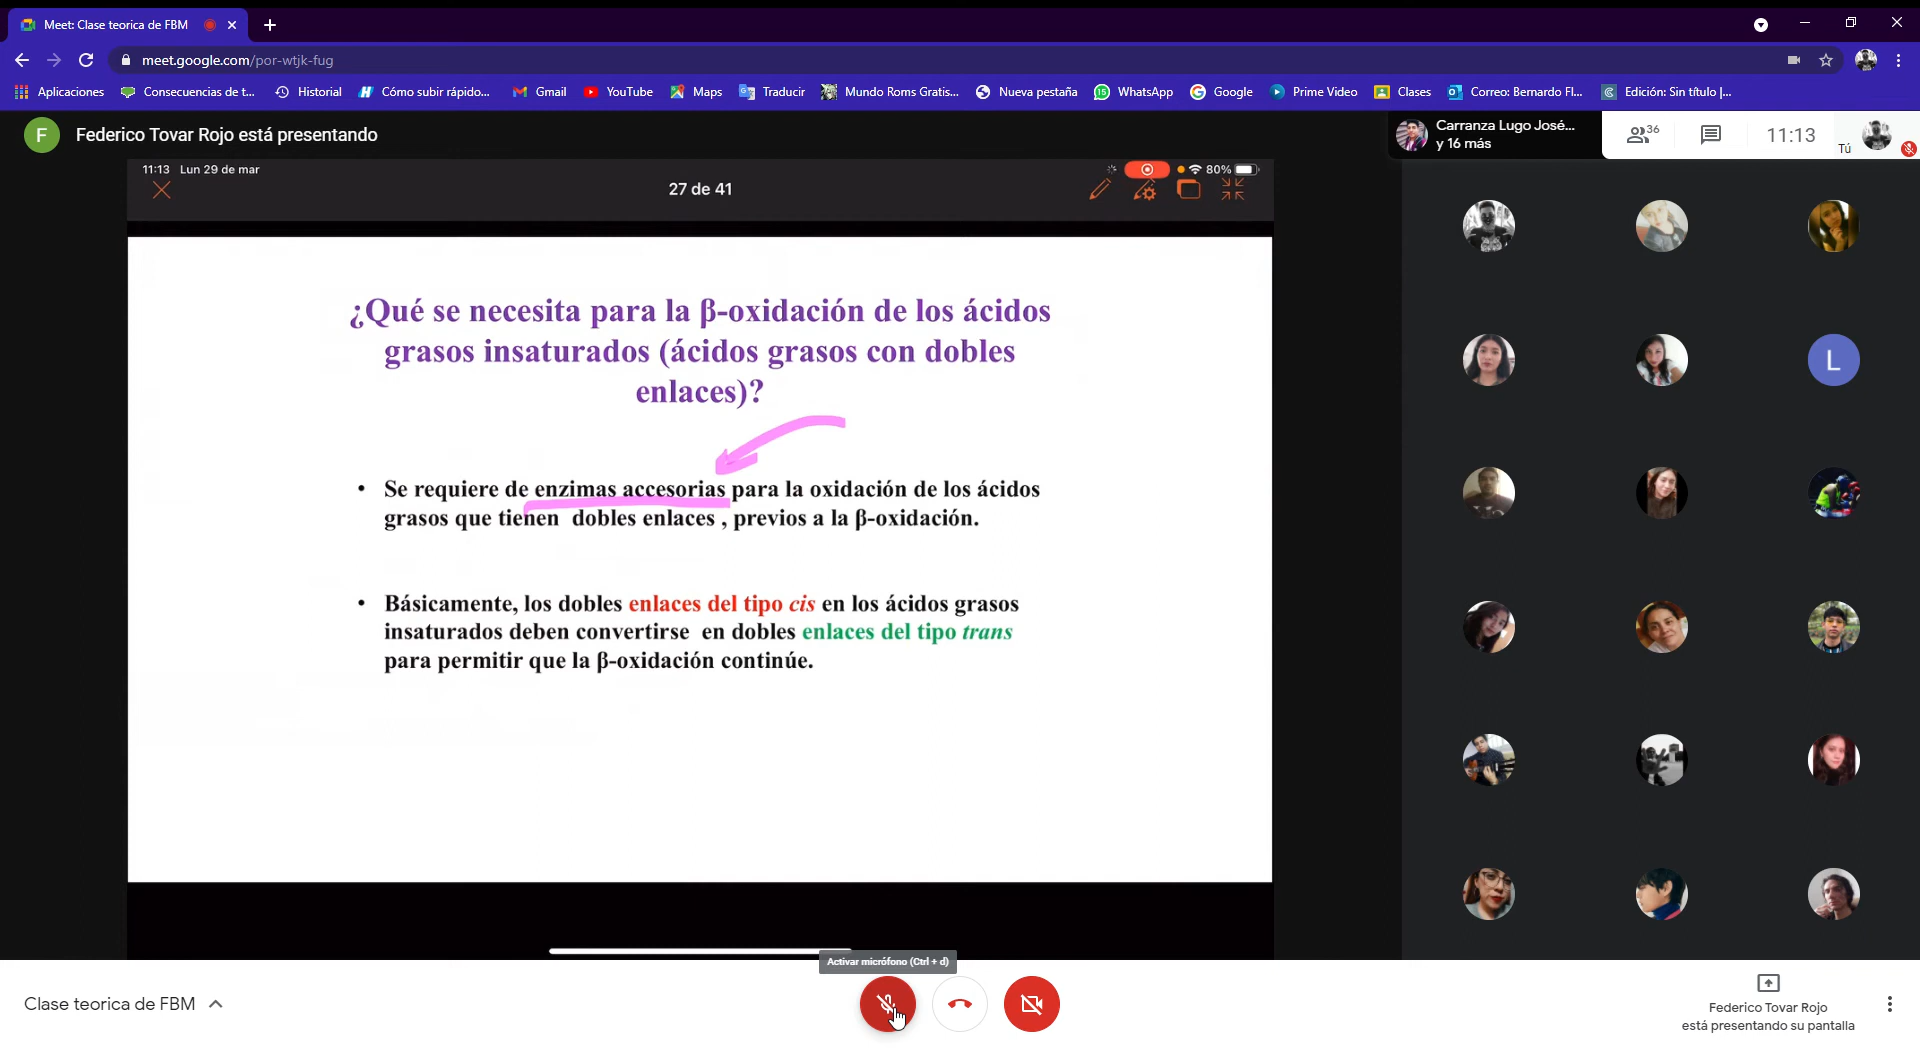 Meet: Clase teorica de FBM
meet.google.com/por-wtjk-fug
Aplicaciones
Consecuencias de t...
Historial
Cómo subir rápido...
Gmail
YouTube
Maps
Traducir
Mundo Roms Gratis...
Nueva pestaña
15
WhatsApp
Google
Prime Video
Clases
Correo: Bernardo Fl...
Edición: Sin título |...
F
Federico Tovar Rojo está presentando
Carranza Lugo José...
y 16 más
36
11:13
Tú
11:13 Lun 29 de mar
80%
27 de 41
¿Qué se necesita para la β-oxidación de los ácidos
grasos insaturados (ácidos grasos con dobles
enlaces)?
• Se requiere de enzimas accesorias para la oxidación de los ácidos
grasos que tienen dobles enlaces , previos a la β-oxidación.
• Básicamente, los dobles enlaces del tipo cis en los ácidos grasos
insaturados deben convertirse en dobles enlaces del tipo trans
para permitir que la β-oxidación continúe.
L
Activar micrófono (Ctrl + d)
Clase teorica de FBM
Federico Tovar Rojo
está presentando su pantalla